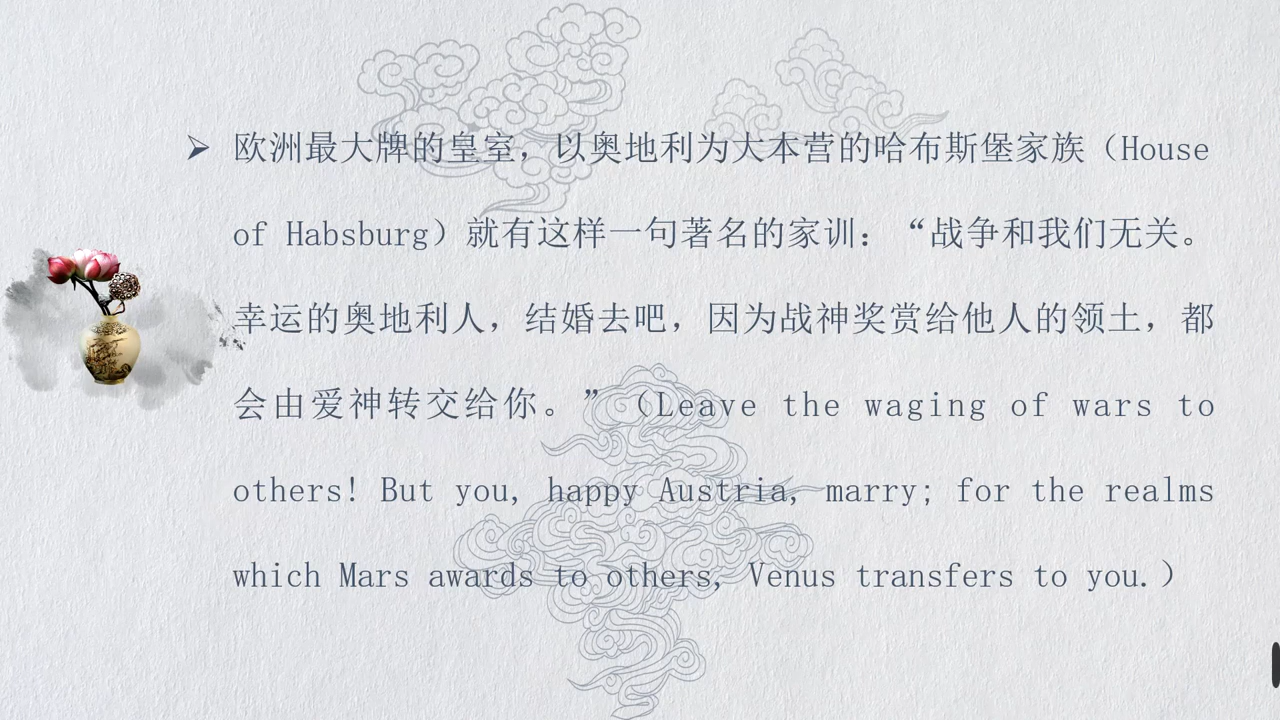 ➢ 欧洲最大牌的皇室，以奥地利为大本营的哈布斯堡家族（House
of Habsburg）就有这样一句著名的家训：“战争和我们无关。
幸运的奥地利人，结婚去吧，因为战神奖赏给他人的领土，都
会由爱神转交给你。”（Leave the waging of wars to
others! But you, happy Austria, marry; for the realms
which Mars awards to others, Venus transfers to you.）